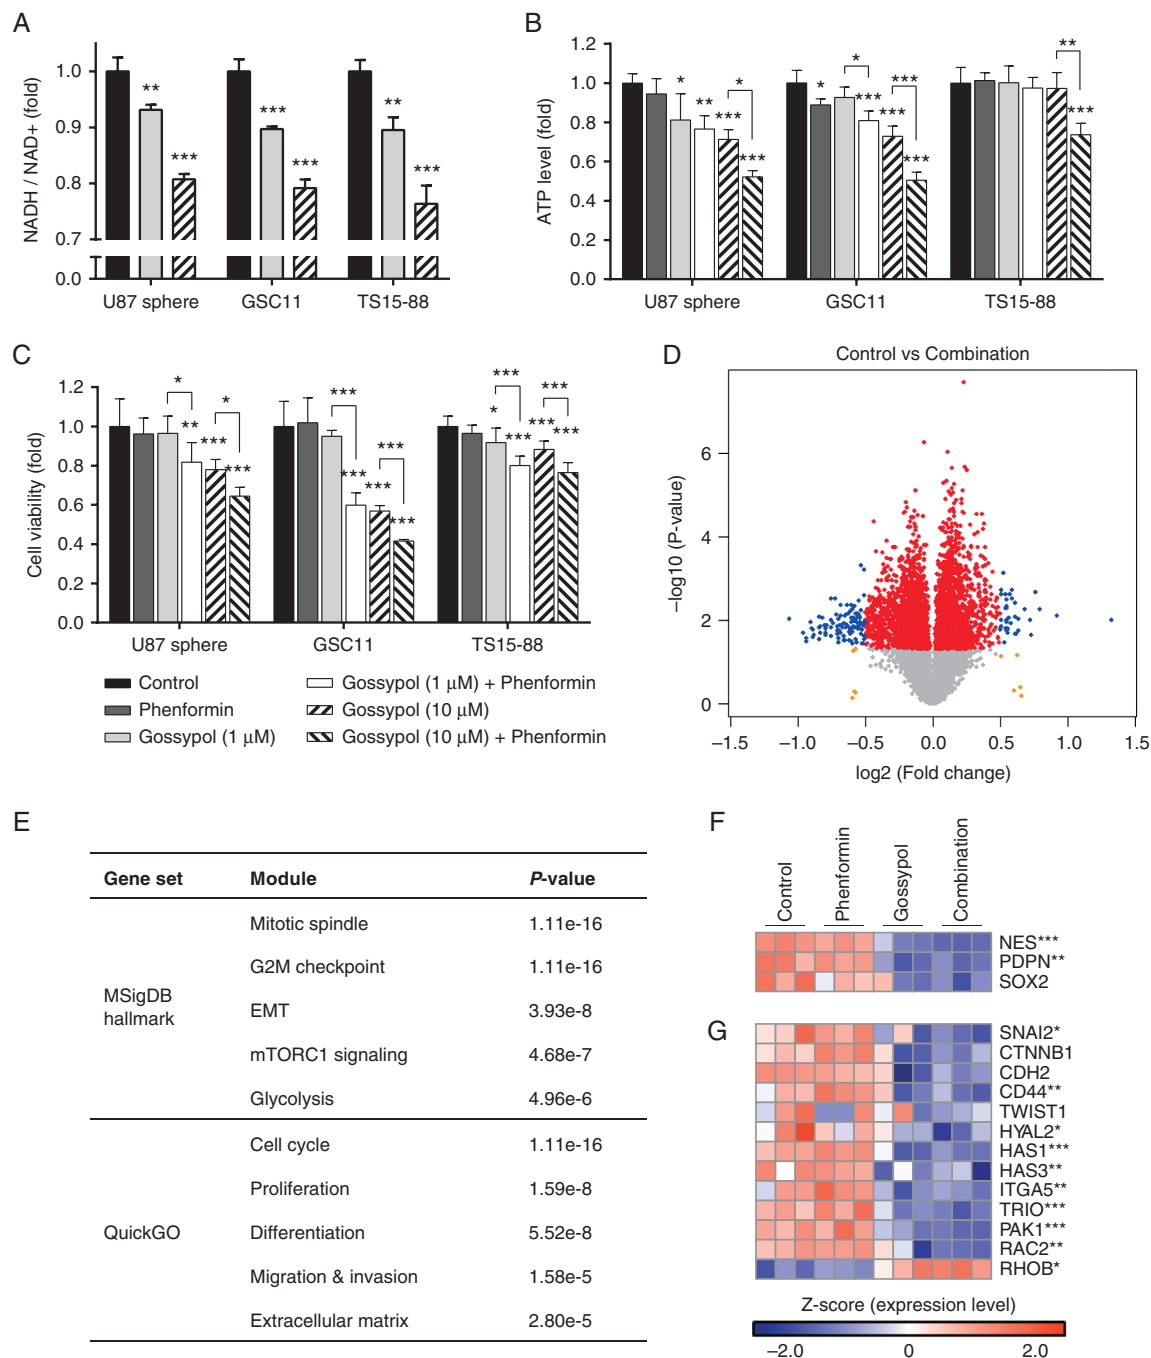 A
NADH / NAD+ (fold)
1.0
0.9
0.8
0.7
0.0
** *** *** *** ** ***
U87 sphere GSC11 TS15-88
B
ATP level (fold)
1.2
1.0
0.8
0.6
0.4
0.2
0.0
* ** *** * ***
* * *** *** *** ***
** ***
U87 sphere GSC11 TS15-88
C
Cell viability (fold)
1.2
1.0
0.8
0.6
0.4
0.2
0.0
* ** *** * ***
*** *** *** *** ***
*** * *** *** *** ***
U87 sphere GSC11 TS15-88
Control
Phenformin
Gossypol (1 μM)
Gossypol (1 μM) + Phenformin
Gossypol (10 μM)
Gossypol (10 μM) + Phenformin
D
Control vs Combination
−log10 (P-value)
6
4
2
0
−1.5 −1.0 −0.5 0.0 0.5 1.0 1.5
log2 (Fold change)
E
Gene set Module P-value
MSigDB
hallmark
Mitotic spindle 1.11e-16
G2M checkpoint 1.11e-16
EMT 3.93e-8
mTORC1 signaling 4.68e-7
Glycolysis 4.96e-6
QuickGO
Cell cycle 1.11e-16
Proliferation 1.59e-8
Differentiation 5.52e-8
Migration & invasion 1.58e-5
Extracellular matrix 2.80e-5
F
Control Phenformin Gossypol Combination
NES***
PDPN**
SOX2
G
SNAI2*
CTNNB1
CDH2
CD44**
TWIST1
HYAL2*
HAS1***
HAS3**
ITGA5**
TRIO***
PAK1***
RAC2**
RHOB*
Z-score (expression level)
−2.0 0 2.0